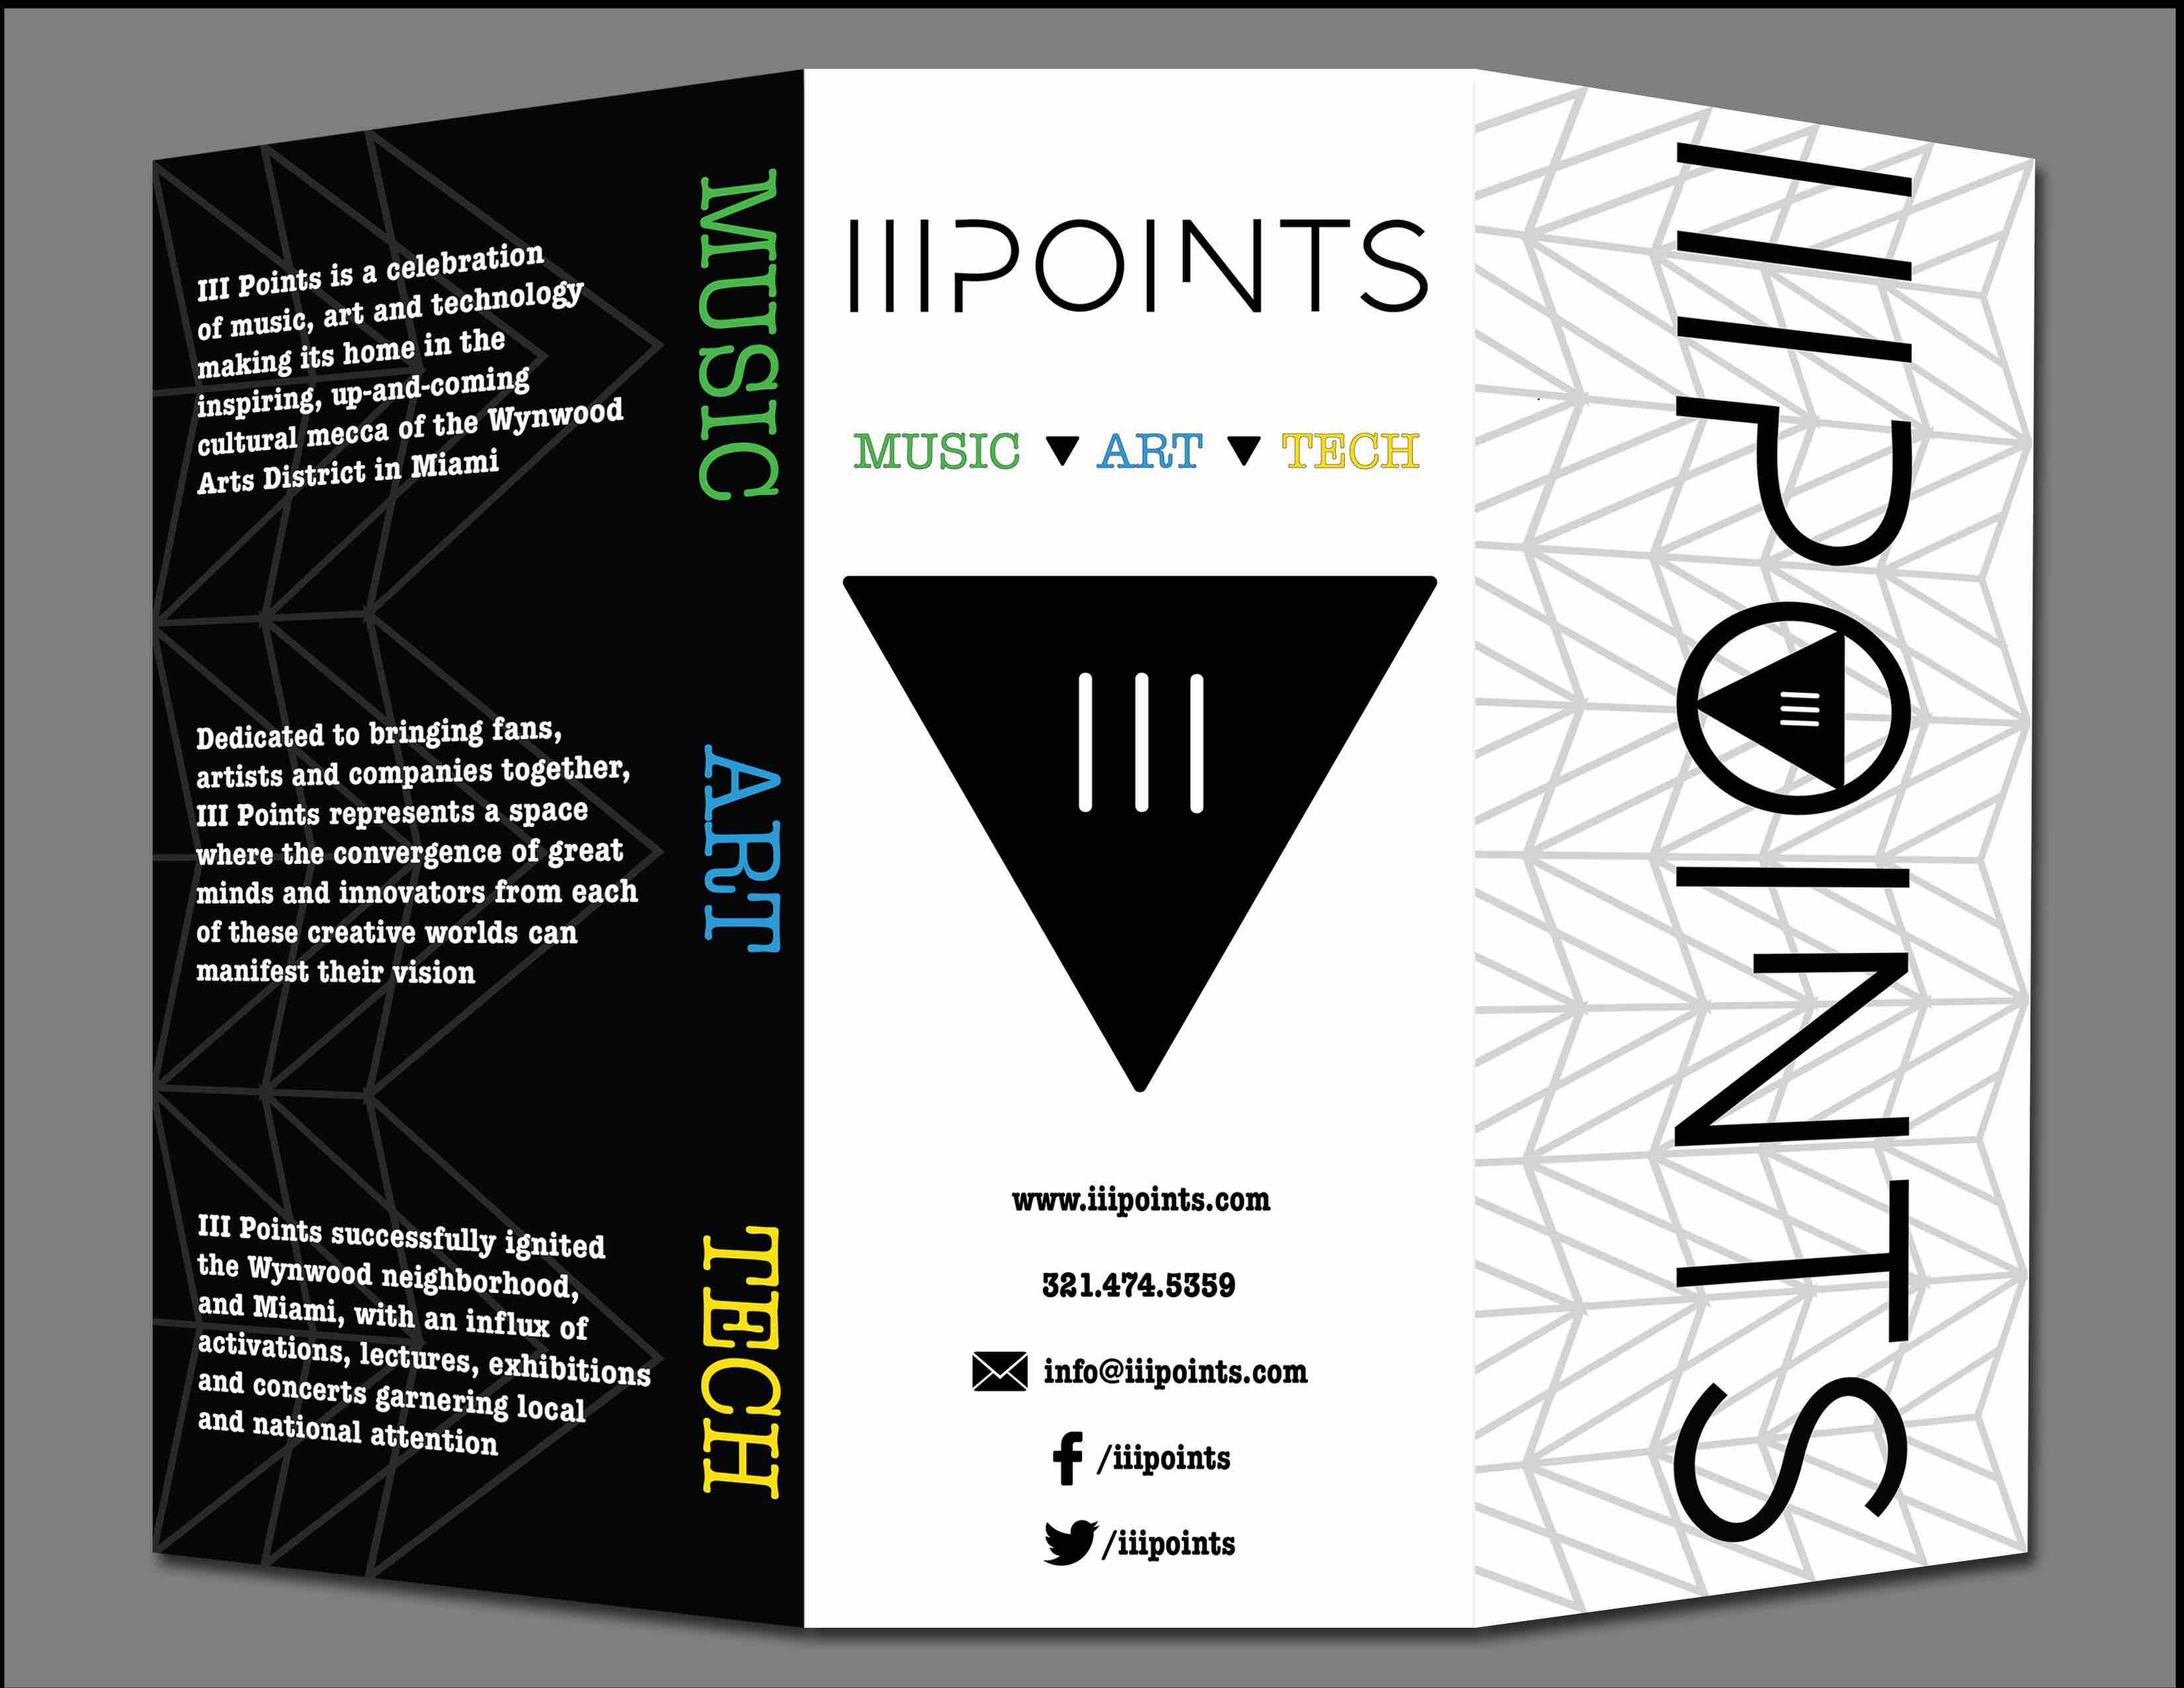 III Points is a celebration
of music, art and technology
making its home in the
inspiring, up-and-coming
cultural mecca of the Wynwood
Arts District in Miami
MUSIC
Dedicated to bringing fans,
artists and companies together,
III Points represents a space
where the convergence of great
minds and innovators from each
of these creative worlds can
manifest their vision
ART
III Points successfully ignited
the Wynwood neighborhood,
and Miami, with an influx of
activations, lectures, exhibitions
and concerts garnering local
and national attention
TECH
IIIPOINTS
MUSIC ▼ ART ▼ TECH
III
www.iiipoints.com
321.474.5359
info@iiipoints.com
/iiipoints
/iiipoints
IIIPOINTS
III